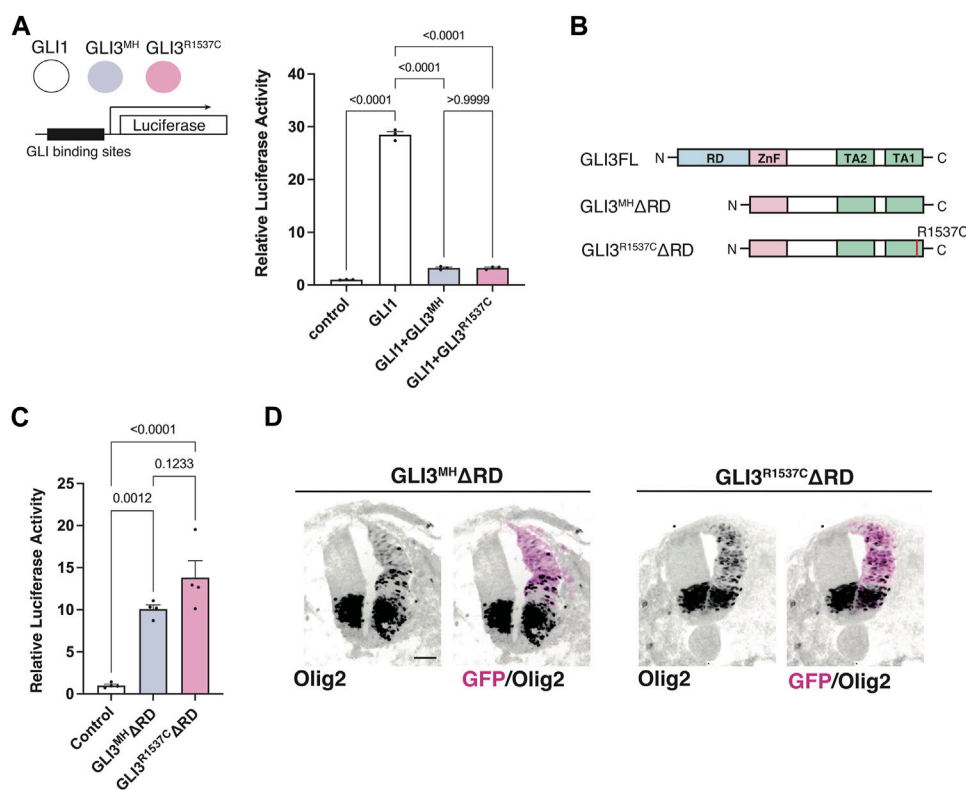 A
GLI1 GLI3MH GLI3R1537C
Luciferase
GLI binding sites
Relative Luciferase Activity
40
30
20
10
0
<0.0001
<0.0001
<0.0001 >0.9999
control
GLI1
GLI1+GLI3MH
GLI1+GLI3R1537C
B
GLI3FL N RD ZnF TA2 TA1 C
GLI3MHΔRD N C
R1537C
GLI3R1537CΔRD N C
C
Relative Luciferase Activity
25
20
15
10
5
0
<0.0001
0.1233
0.0012
Control
GLI3MHΔRD
GLI3R1537CΔRD
D
GLI3MHΔRD GLI3R1537CΔRD
Olig2 GFP/Olig2 Olig2 GFP/Olig2